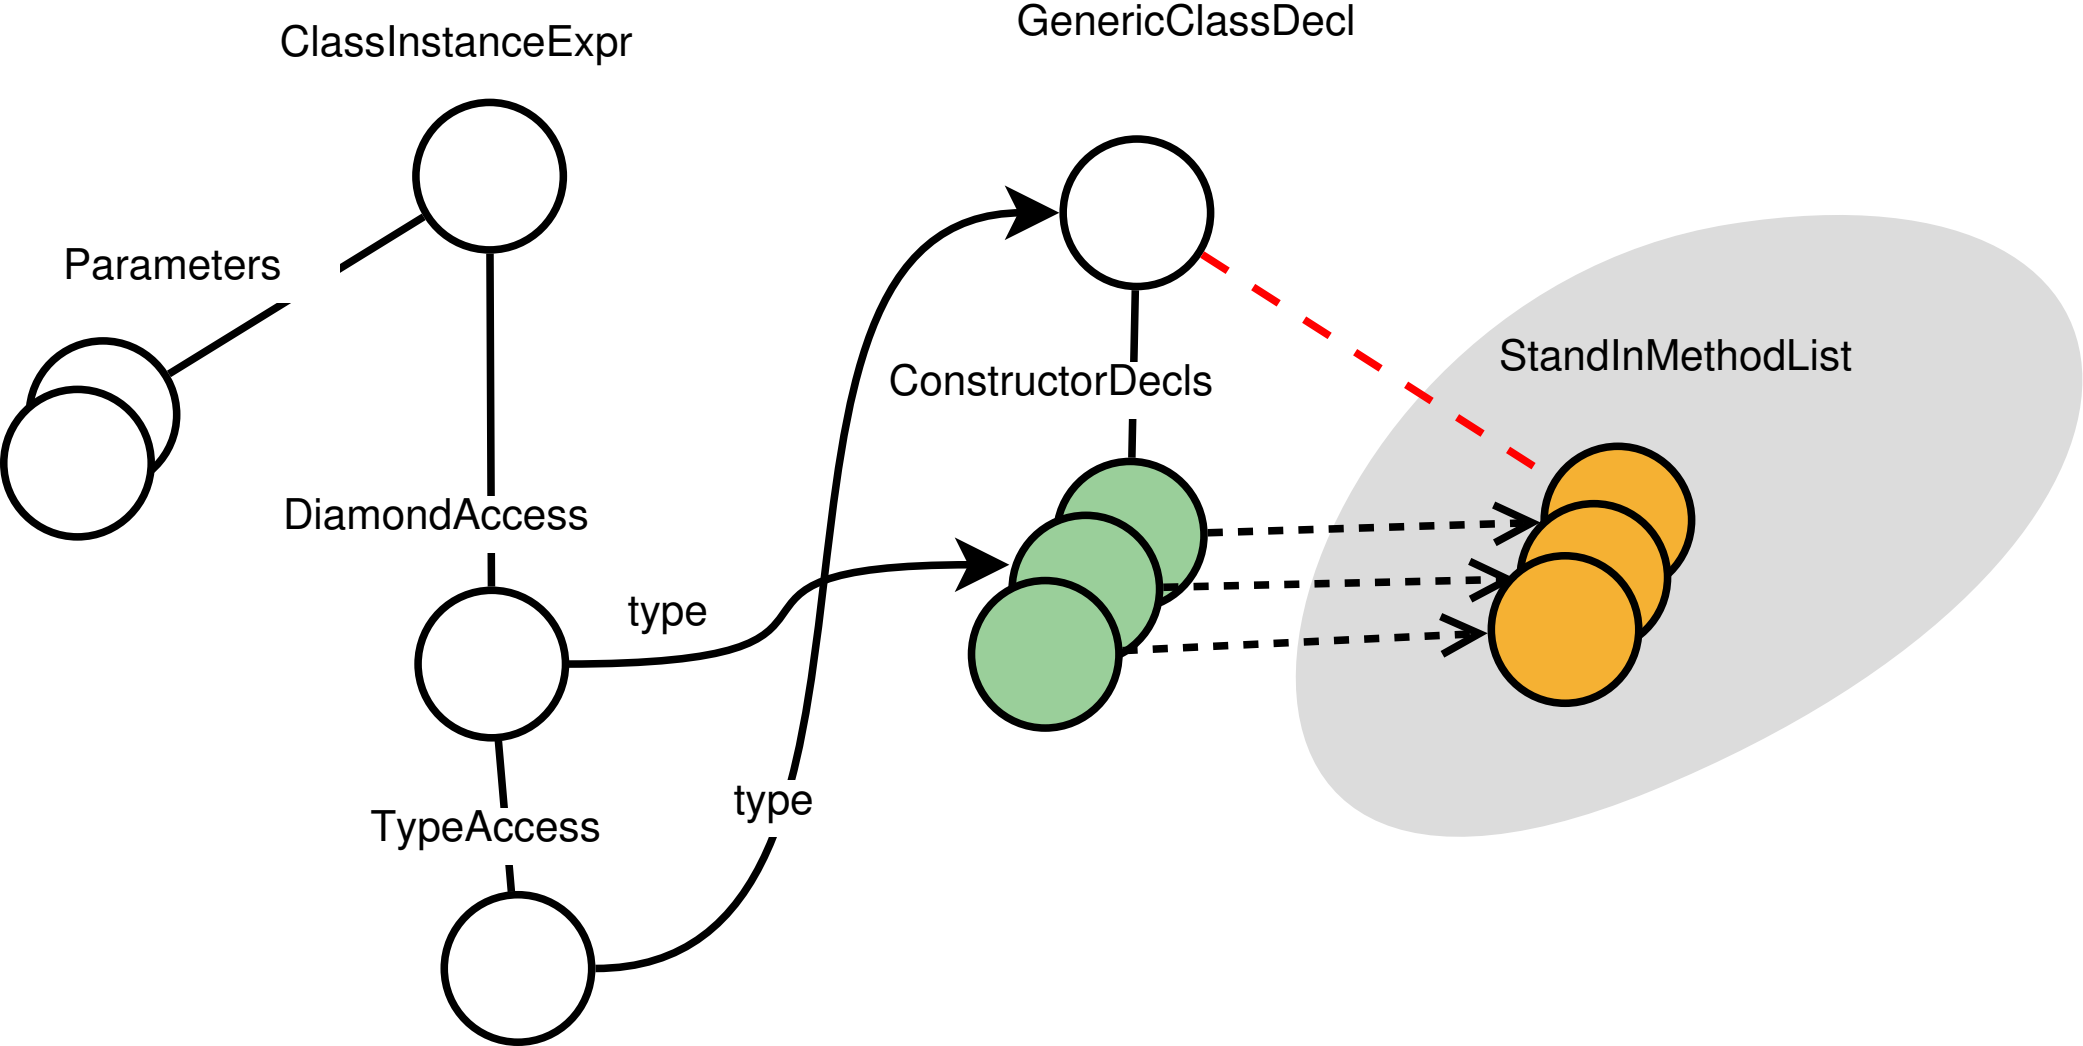 ClassInstanceExpr
GenericClassDecl
Parameters
StandInMethodList
ConstructorDecls
DiamondAccess
type
type
TypeAccess